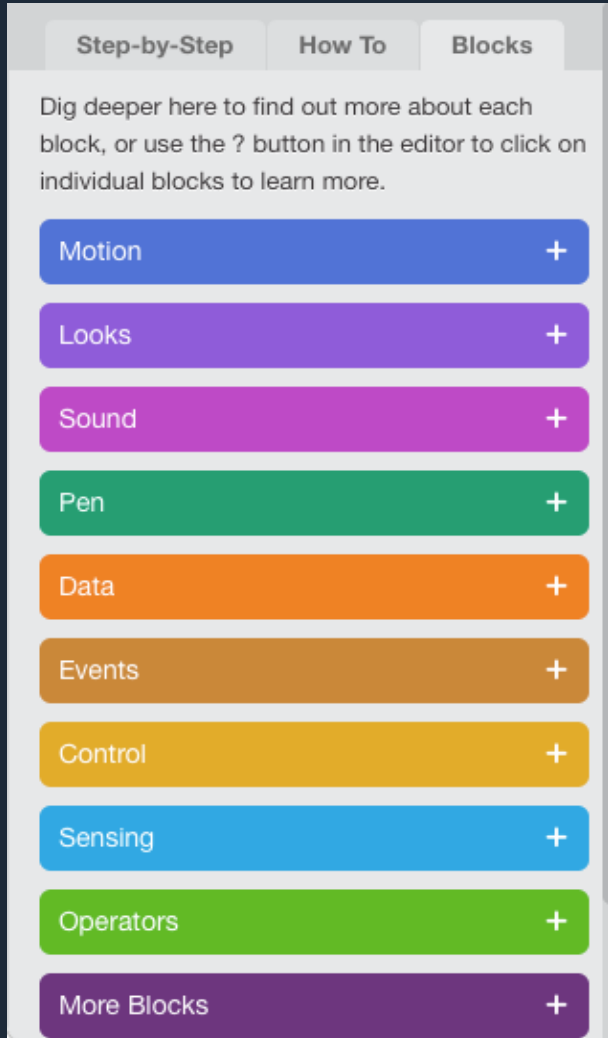 Step-by-Step How To Blocks
Dig deeper here to find out more about each
block, or use the ? button in the editor to click on
individual blocks to learn more.
Motion +
Looks +
Sound +
Pen +
Data +
Events +
Control +
Sensing +
Operators +
More Blocks +